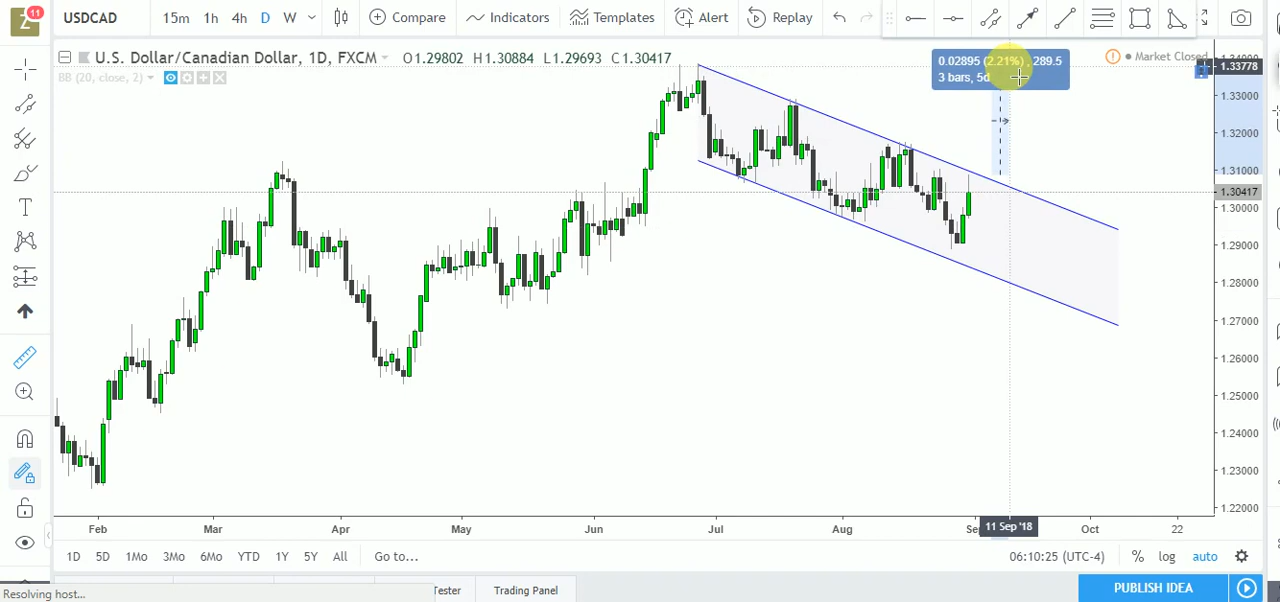 Z 11 USDCAD 15m 1h 4h D W Compare Indicators Templates Alert Replay
U.S. Dollar/Canadian Dollar, 1D, FXCM O1.29802 H1.30884 L1.29693 C1.30417
BB (20, close, 2)
0.02895 (2.21%) , 289.5
3 bars, 5d
Market Closed
1.33778
1.33000
1.32000
1.31000
1.30417
1.30000
1.29000
1.28000
1.27000
1.26000
1.25000
1.24000
1.23000
1.22000
Feb Mar Apr May Jun Jul Aug 11 Sep '18 Oct 22
1D 5D 1Mo 3Mo 6Mo YTD 1Y 5Y All Go to... 06:10:25 (UTC-4) % log auto
Resolving host... Tester Trading Panel PUBLISH IDEA